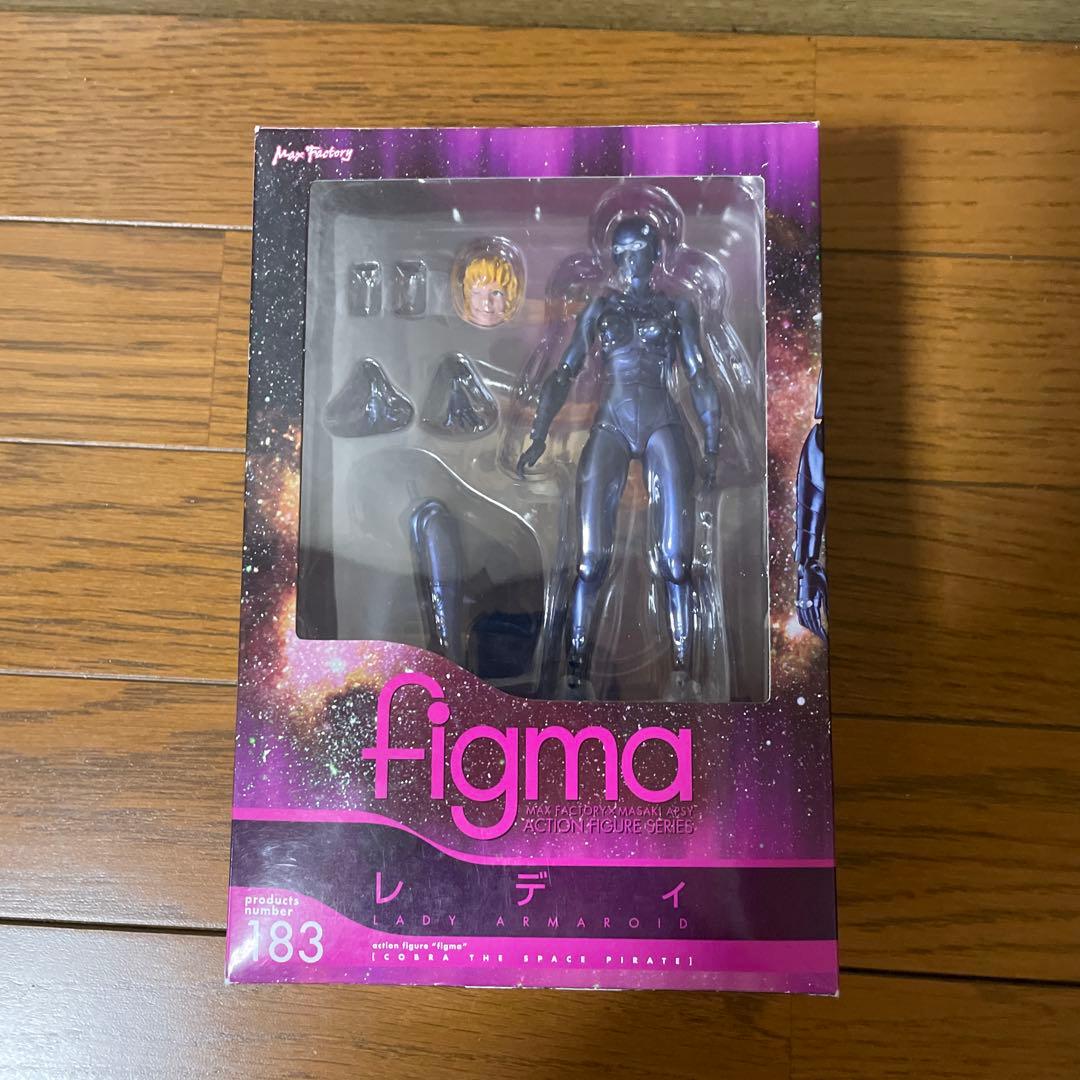 Max Factory
figma
MAX FACTORY×MASAKI APSY
ACTION FIGURE SERIES
レディ
LADY ARMAROID
products
number
183
action figure "figma"
[COBRA THE SPACE PIRATE]